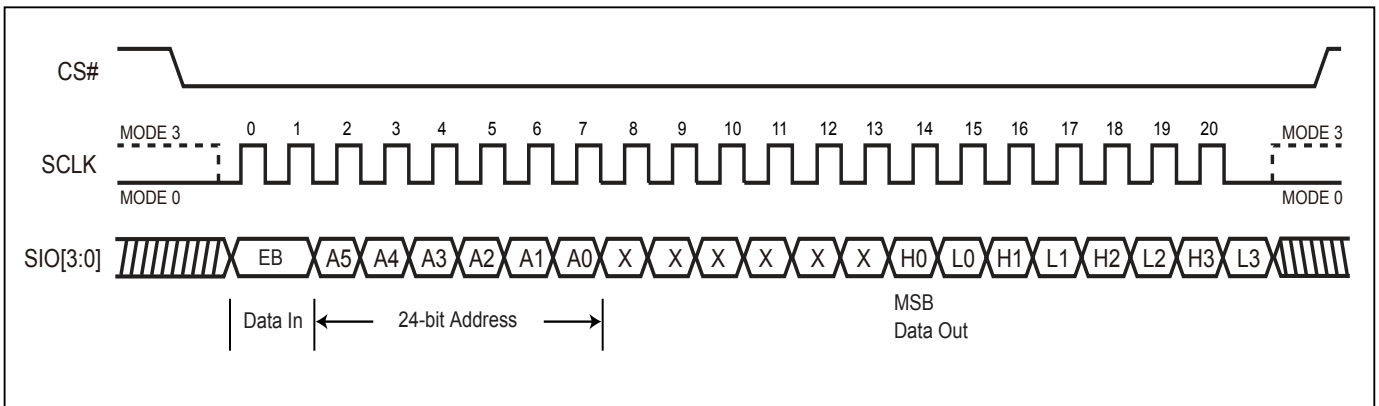 CS#
MODE 3 0 1 2 3 4 5 6 7 8 9 10 11 12 13 14 15 16 17 18 19 20 MODE 3
SCLK
MODE 0 MODE 0
SIO[3:0] EB A5 A4 A3 A2 A1 A0 X X X X X X H0 L0 H1 L1 H2 L2 H3 L3
Data In 24-bit Address MSB
Data Out